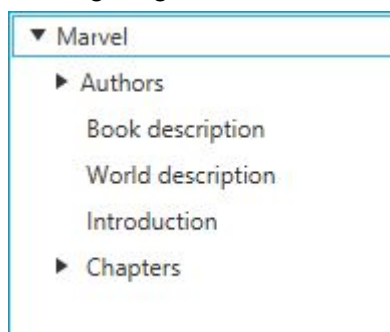 Marvel
Authors
Book description
World description
Introduction
Chapters